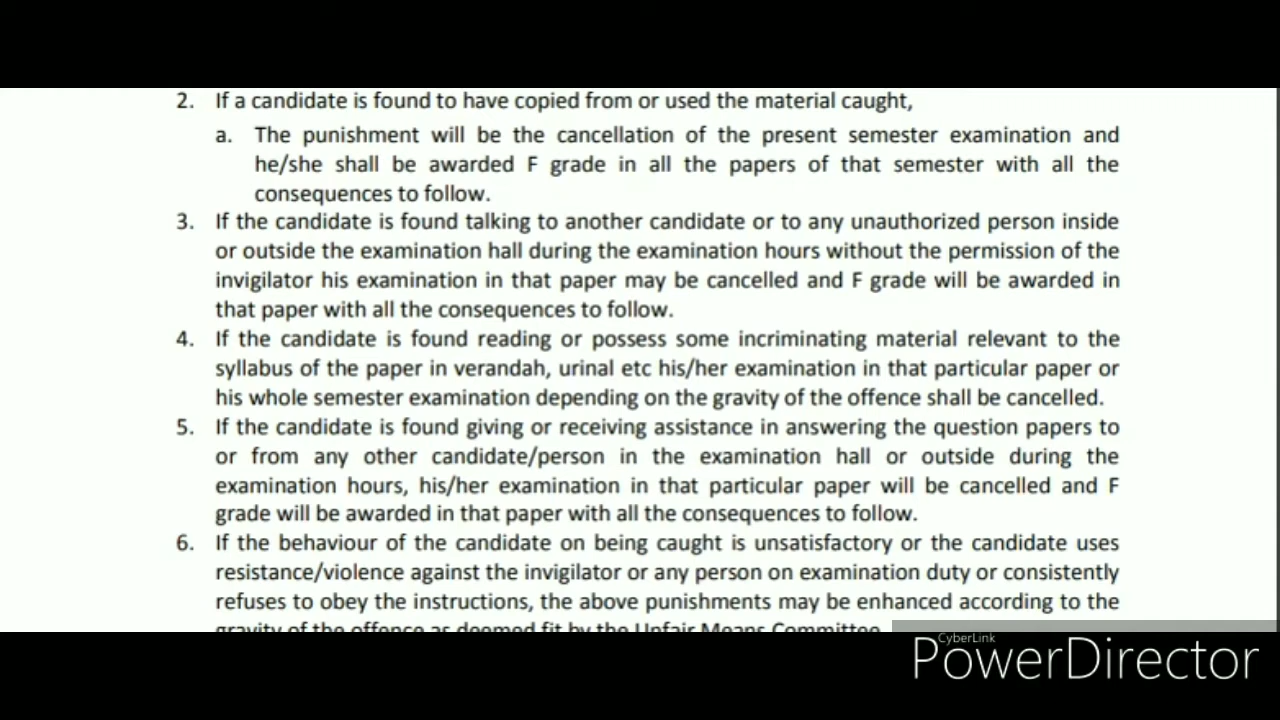 2. If a candidate is found to have copied from or used the material caught,
a. The punishment will be the cancellation of the present semester examination and
he/she shall be awarded F grade in all the papers of that semester with all the
consequences to follow.
3. If the candidate is found talking to another candidate or to any unauthorized person inside
or outside the examination hall during the examination hours without the permission of the
invigilator his examination in that paper may be cancelled and F grade will be awarded in
that paper with all the consequences to follow.
4. If the candidate is found reading or possess some incriminating material relevant to the
syllabus of the paper in verandah, urinal etc his/her examination in that particular paper or
his whole semester examination depending on the gravity of the offence shall be cancelled.
5. If the candidate is found giving or receiving assistance in answering the question papers to
or from any other candidate/person in the examination hall or outside during the
examination hours, his/her examination in that particular paper will be cancelled and F
grade will be awarded in that paper with all the consequences to follow.
6. If the behaviour of the candidate on being caught is unsatisfactory or the candidate uses
resistance/violence against the invigilator or any person on examination duty or consistently
refuses to obey the instructions, the above punishments may be enhanced according to the
gravity of the offence as deemed fit by the Unfair Means Committee.
CyberLink
PowerDirector